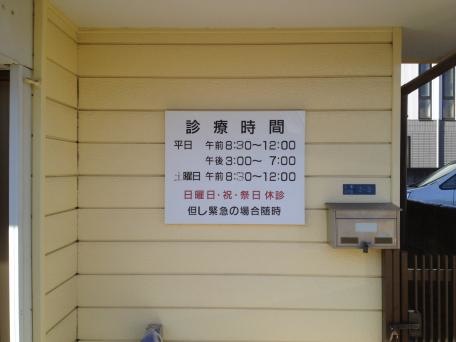 診療時間
平日 午前 8:30〜12:00
午後 3:00〜 7:00
土曜日 午前 8:30〜12:00
日曜日・祝・祭日 休診
但し緊急の場合随時